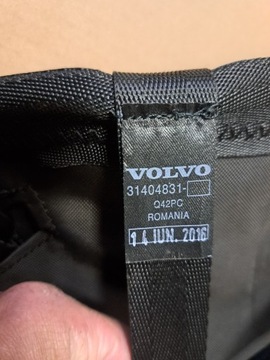 VOLVO
31404831-
Q42PC
ROMANIA
14 JUN. 2016